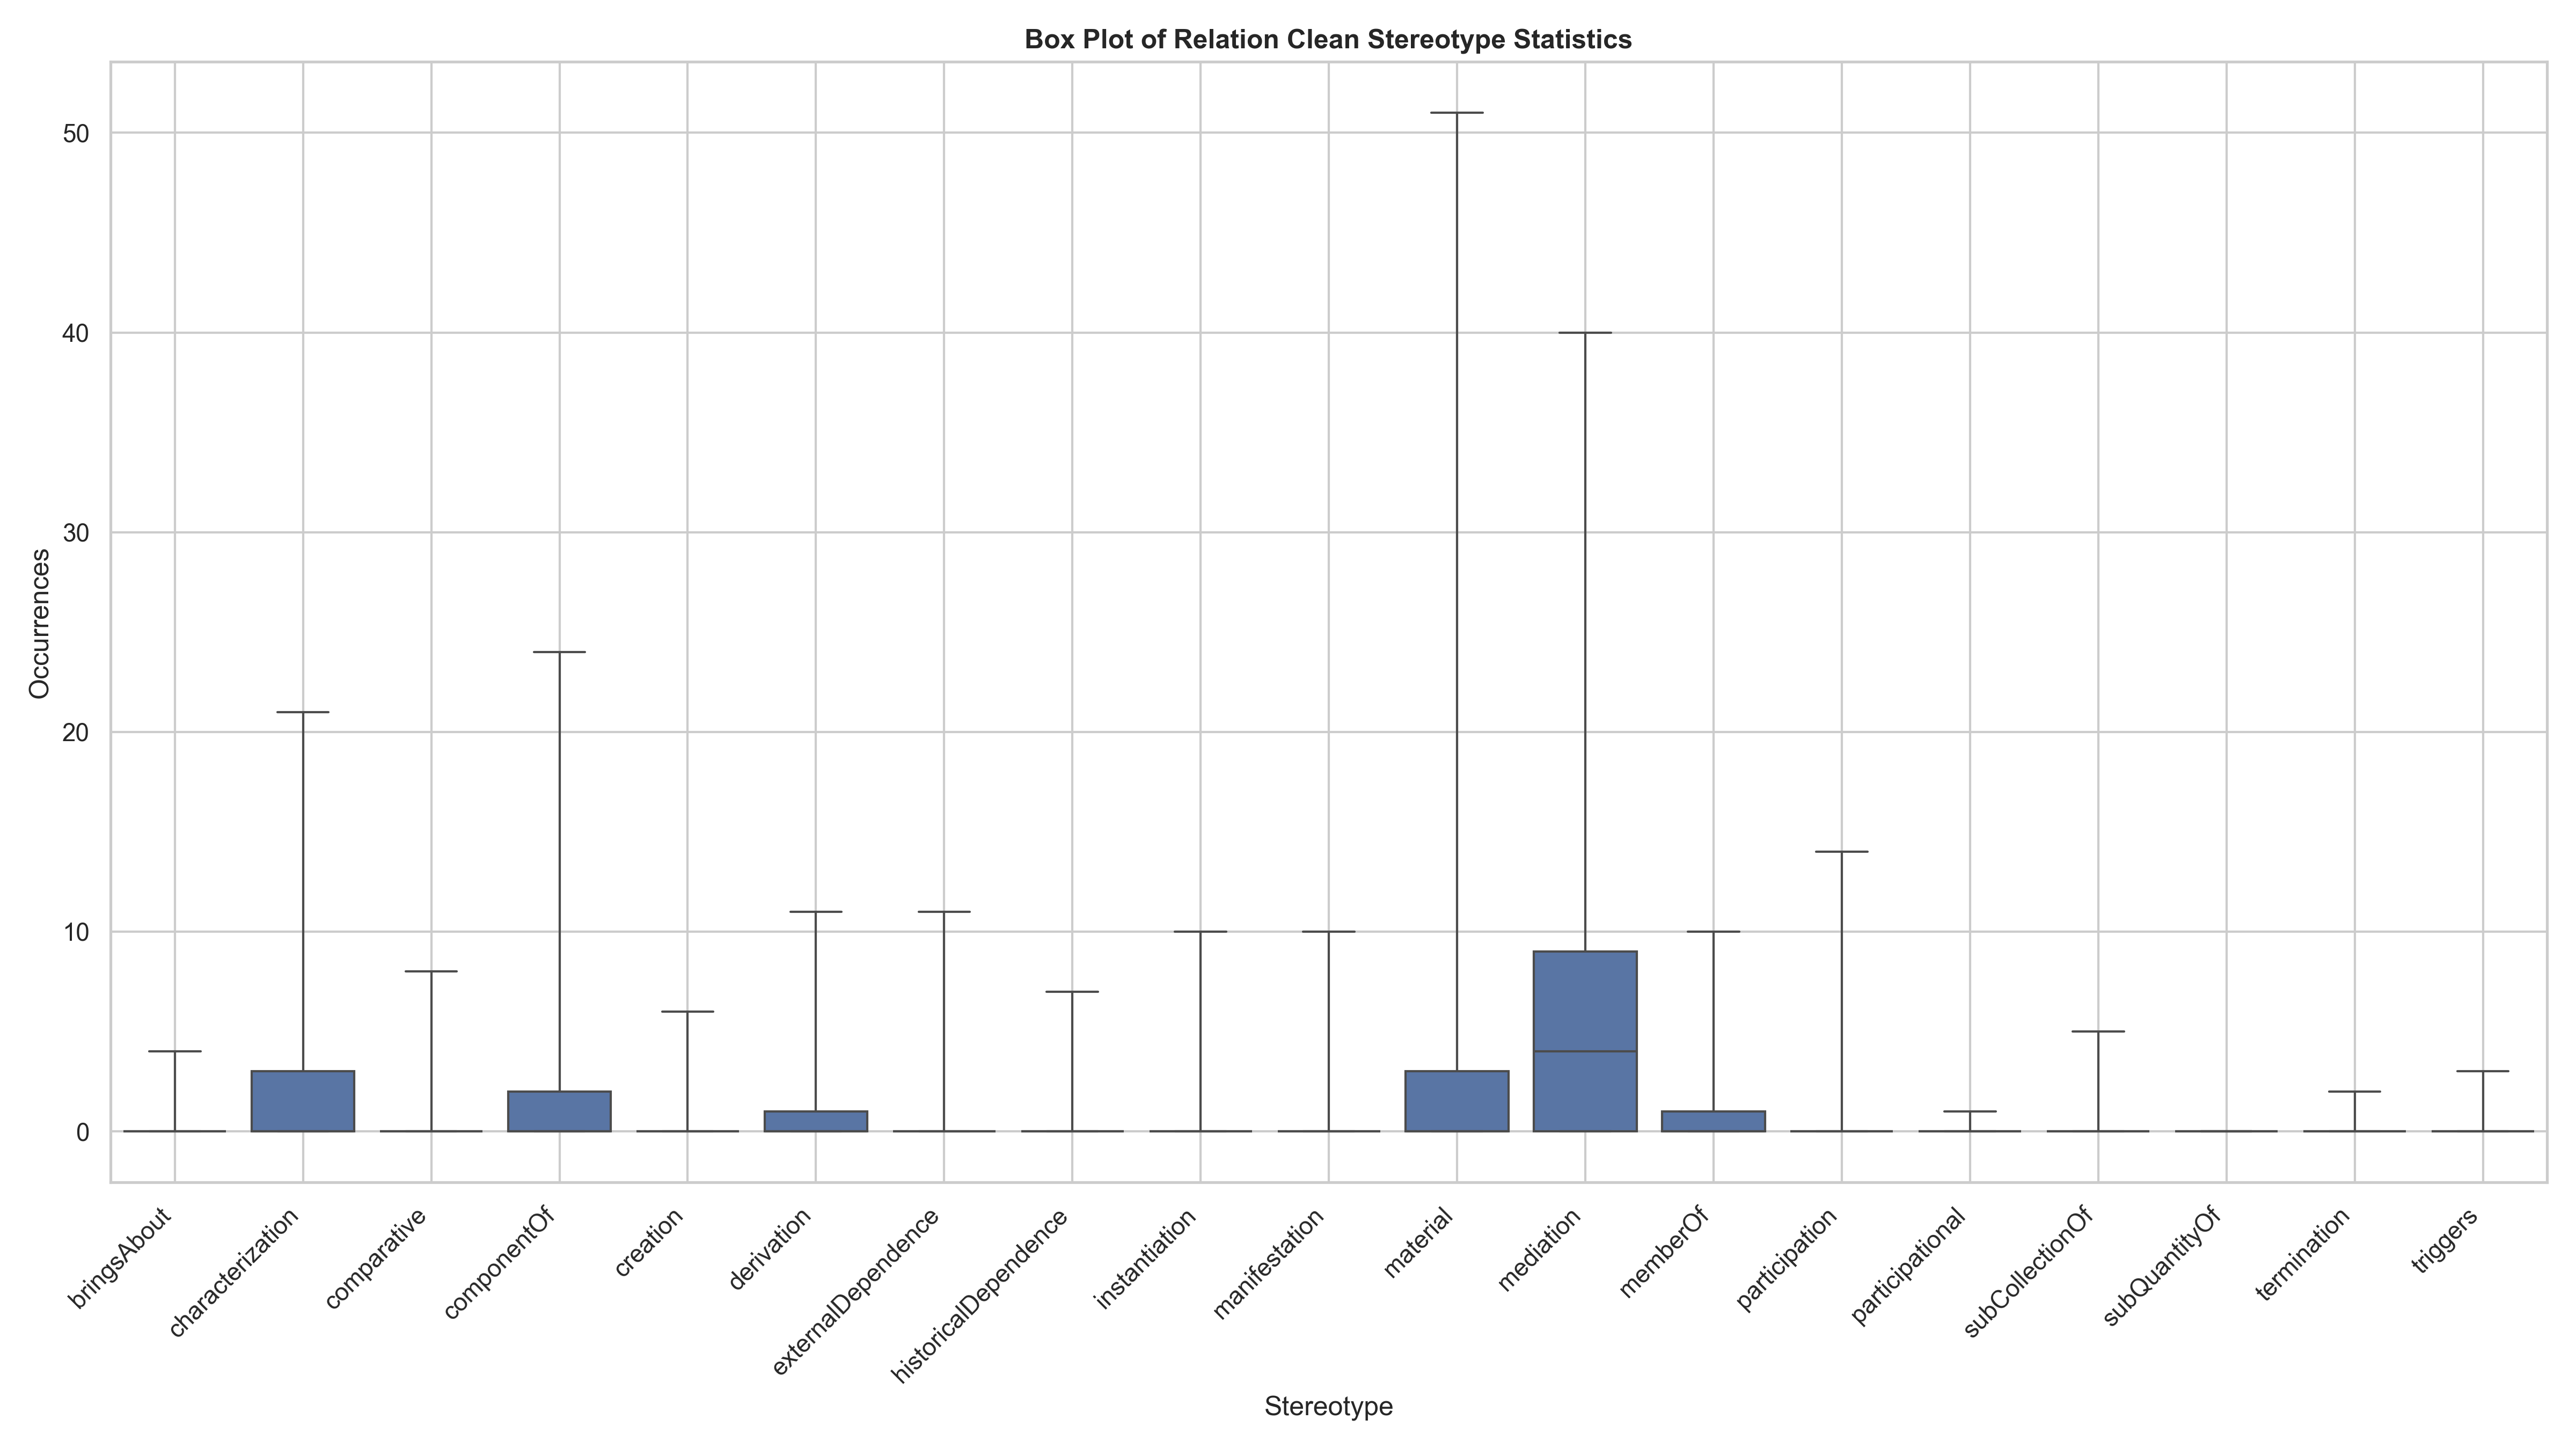 Box Plot of Relation Clean Stereotype Statistics
Occurrences
50
40
30
20
10
0
bringsAbout
characterization
comparative
componentOf
creation
derivation
externalDependence
historicalDependence
instantiation
manifestation
material
mediation
memberOf
participation
participational
subCollectionOf
subQuantityOf
termination
triggers
Stereotype